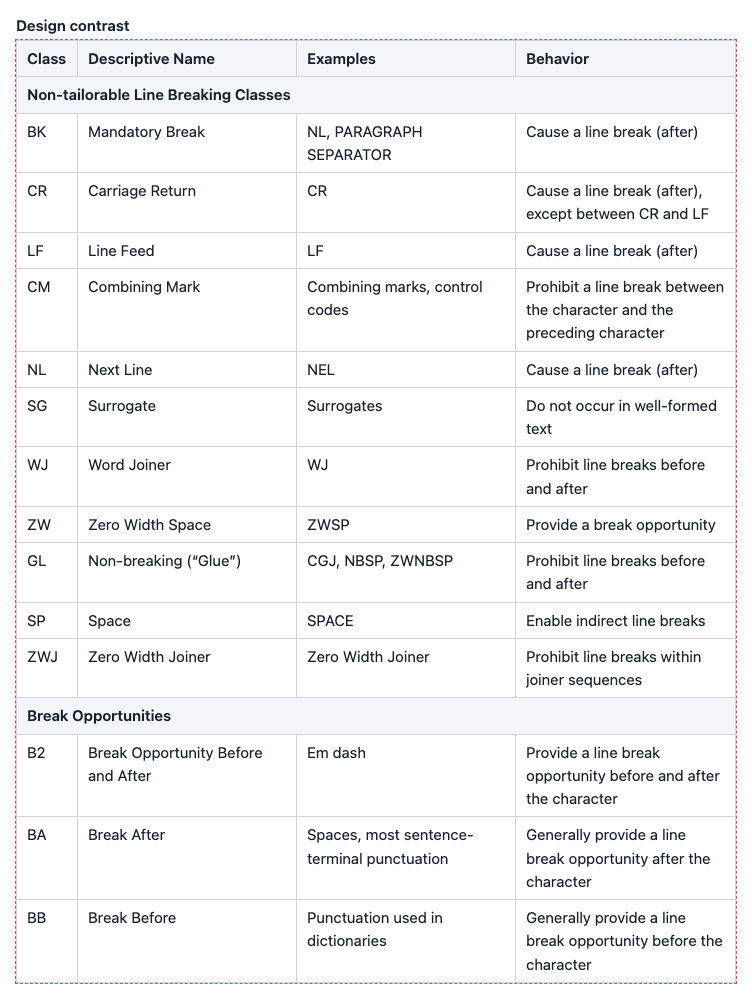 Design contrast
Class Descriptive Name Examples Behavior
Non-tailorable Line Breaking Classes
BK Mandatory Break NL, PARAGRAPH Cause a line break (after)
SEPARATOR
CR Carriage Return CR Cause a line break (after),
except between CR and LF
LF Line Feed LF Cause a line break (after)
CM Combining Mark Combining marks, control Prohibit a line break between
codes the character and the
preceding character
NL Next Line NEL Cause a line break (after)
SG Surrogate Surrogates Do not occur in well-formed
text
WJ Word Joiner WJ Prohibit line breaks before
and after
ZW Zero Width Space ZWSP Provide a break opportunity
GL Non-breaking (“Glue”) CGJ, NBSP, ZWNBSP Prohibit line breaks before
and after
SP Space SPACE Enable indirect line breaks
ZWJ Zero Width Joiner Zero Width Joiner Prohibit line breaks within
joiner sequences
Break Opportunities
B2 Break Opportunity Before Em dash Provide a line break
and After opportunity before and after
the character
BA Break After Spaces, most sentence- Generally provide a line
terminal punctuation break opportunity after the
character
BB Break Before Punctuation used in Generally provide a line
dictionaries break opportunity before the
character